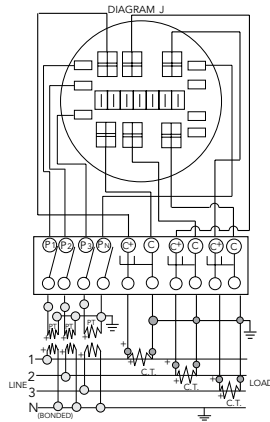 DIAGRAM J
P1 P2 P3 PN C+ C C+ C C+ C
PT PT PT
+ + +
1
+ C.T.
2
LINE + C.T. LOAD
3
+ C.T.
N
(BONDED)